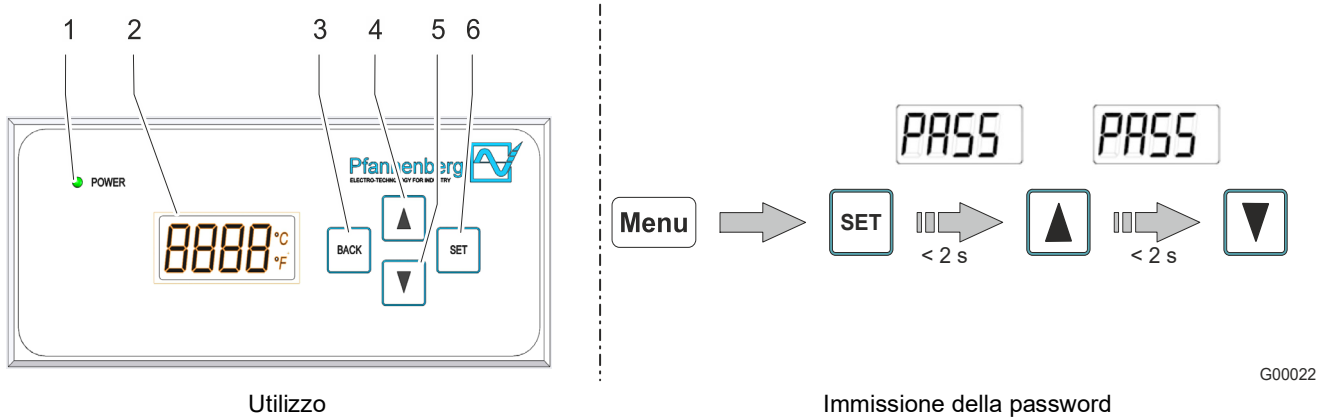 1 2 3 4 5 6
Pfannenberg
ELECTRO-TECHNOLOGY FOR INDUSTRY
POWER
8888 °C
°F
BACK
SET
Utilizzo
PASS PASS
Menu
SET
< 2 s < 2 s
G00022
Immissione della password